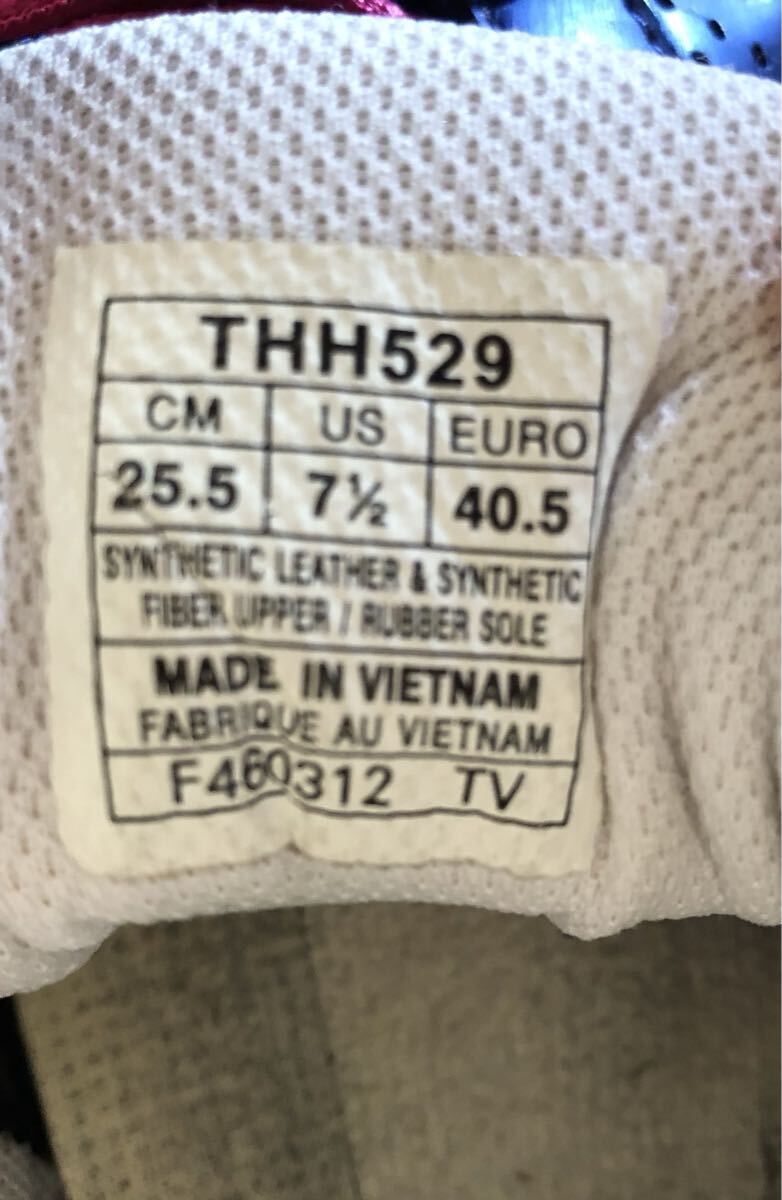 THH529
CM US EURO
25.5 7½ 40.5
SYNTHETIC LEATHER & SYNTHETIC
FIBER UPPER / RUBBER SOLE
MADE IN VIETNAM
FABRIQUE AU VIETNAM
F460312 TV